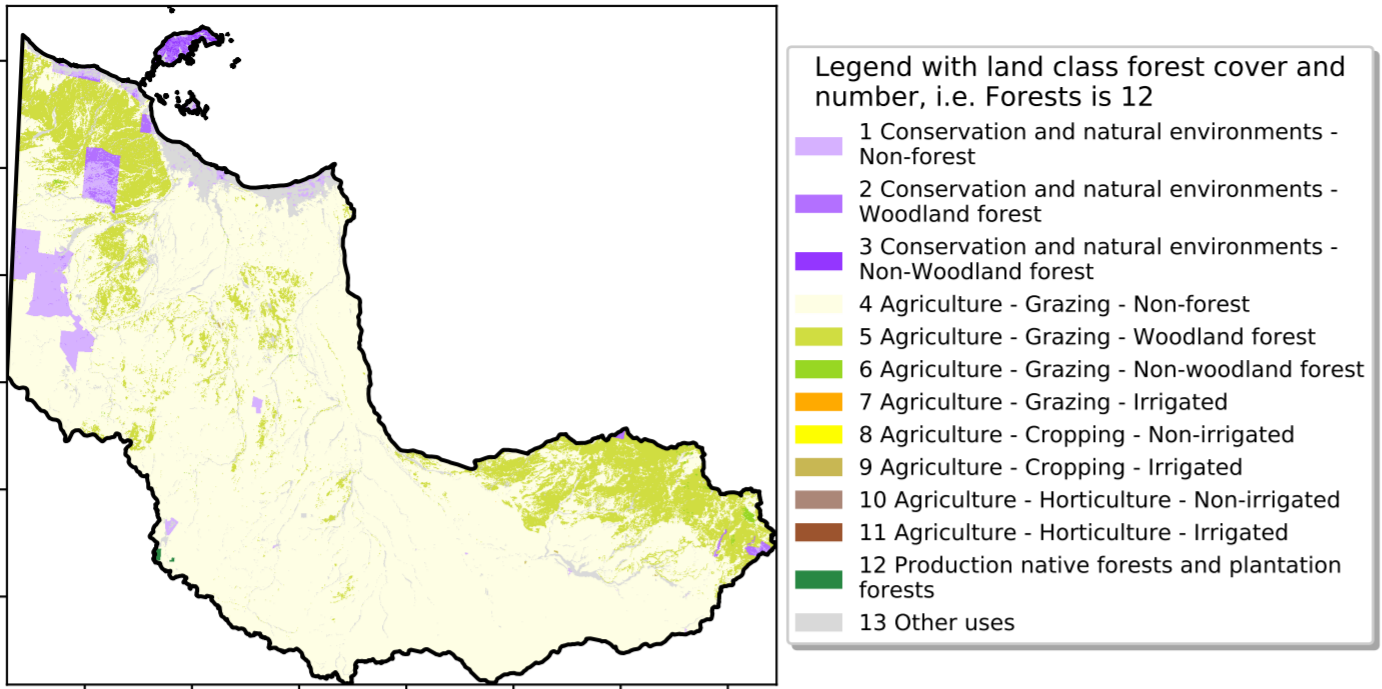 Legend with land class forest cover and
number, i.e. Forests is 12
1 Conservation and natural environments -
Non-forest
2 Conservation and natural environments -
Woodland forest
3 Conservation and natural environments -
Non-Woodland forest
4 Agriculture - Grazing - Non-forest
5 Agriculture - Grazing - Woodland forest
6 Agriculture - Grazing - Non-woodland forest
7 Agriculture - Grazing - Irrigated
8 Agriculture - Cropping - Non-irrigated
9 Agriculture - Cropping - Irrigated
10 Agriculture - Horticulture - Non-irrigated
11 Agriculture - Horticulture - Irrigated
12 Production native forests and plantation
forests
13 Other uses